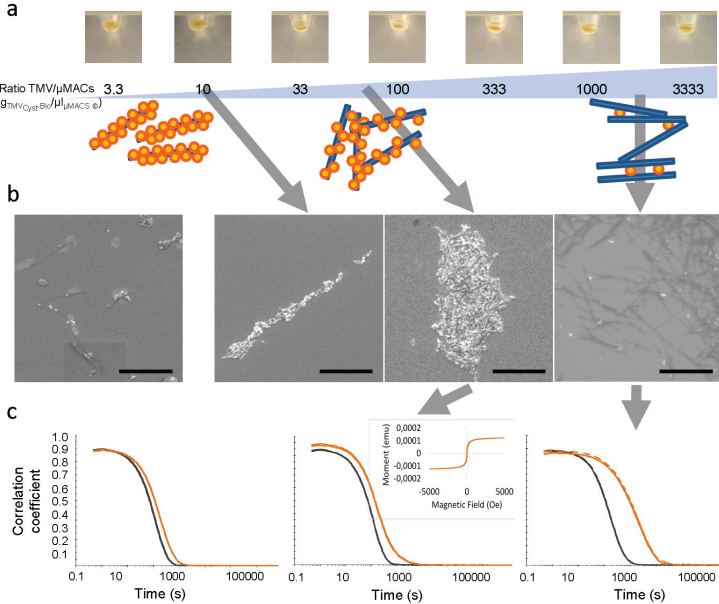 a
Ratio TMV/µMACs 3.3 10 33 100 333 1000 3333
(gTMVCyst-Bio/µlµMACS ©)
b
c
Correlation coefficient
1.0
0.9
0.8
0.7
0.6
0.5
0.4
0.3
0.2
0.1
0.1 10 1000 100000
Time (s)
0.1 10 1000 100000
Time (s)
Moment (emu)
0,0002
0,0001
0
-0,0001
-0,0002
-5000 0 5000
Magnetic Field (Oe)
0.1 10 1000 100000
Time (s)